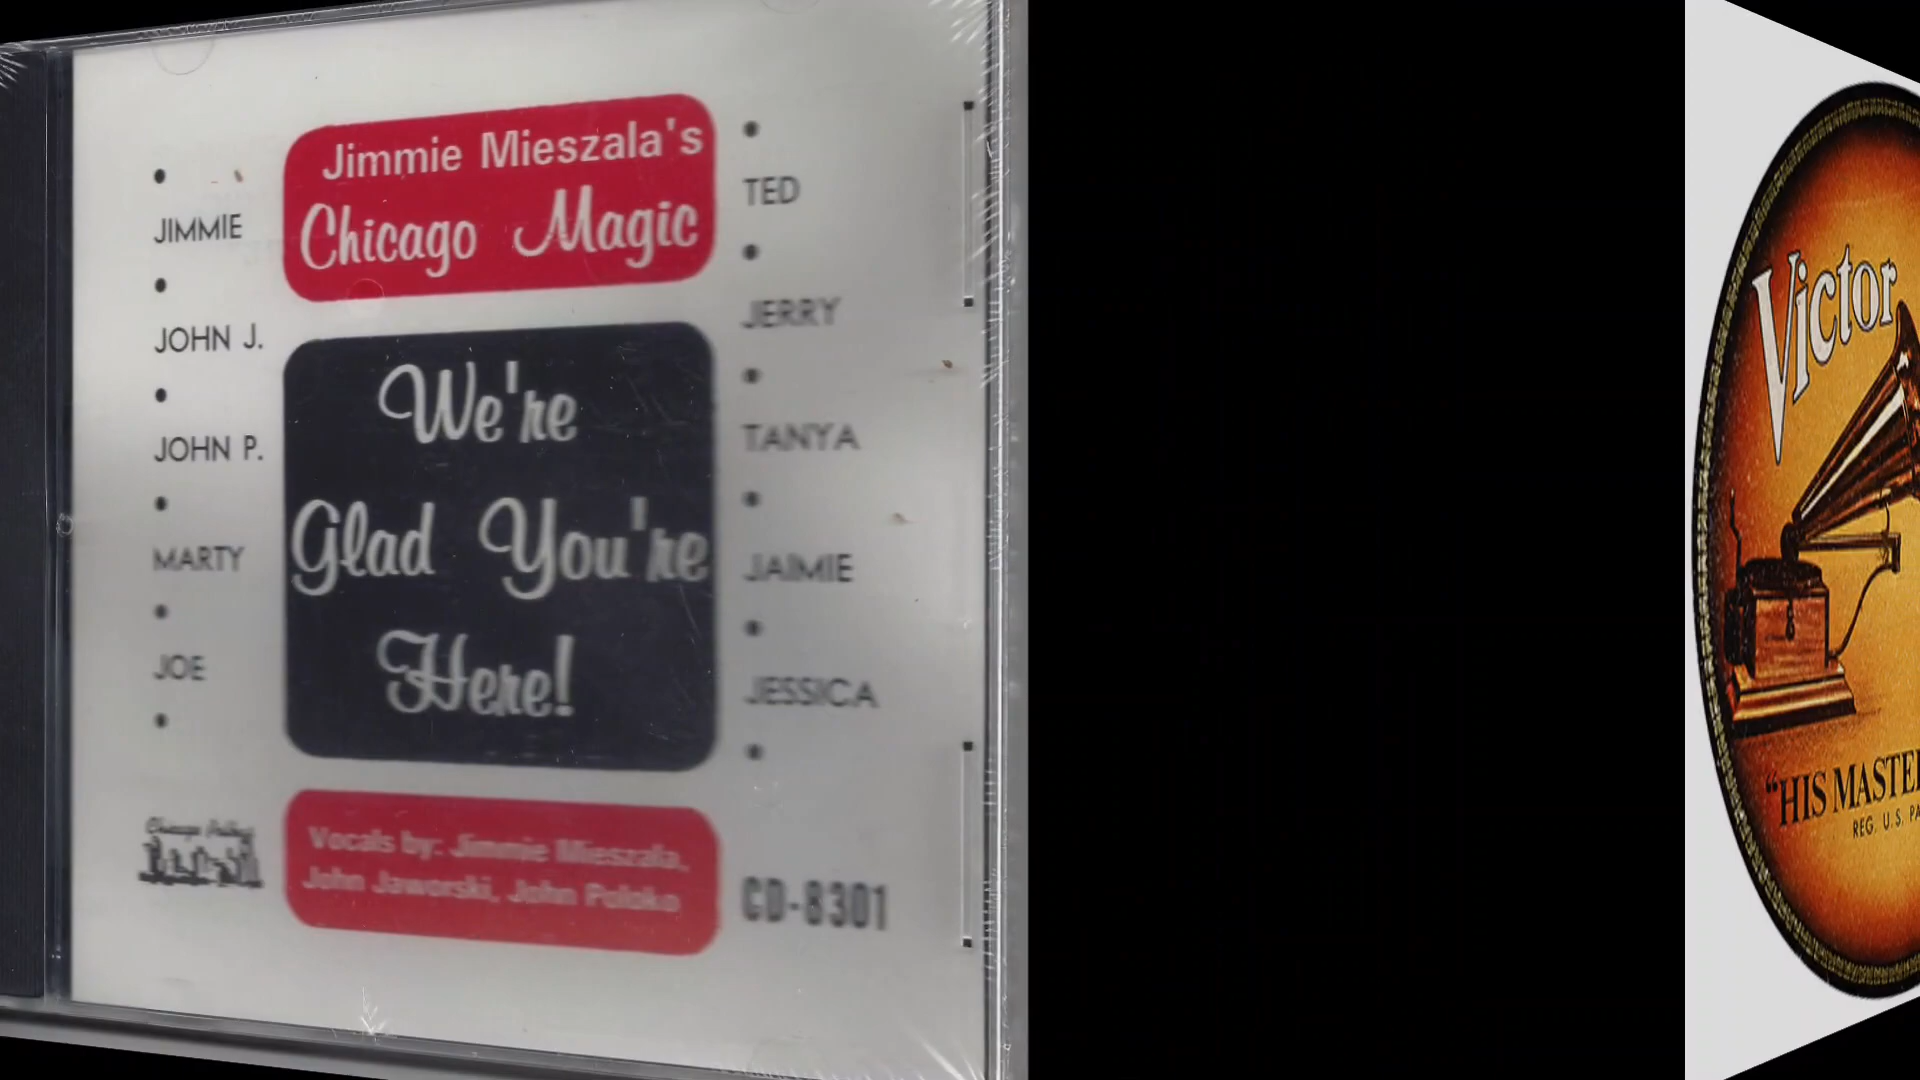 Jimmie Mieszala's
Chicago Magic
JIMMIE
JOHN J.
JOHN P.
MARTY
JOE
TED
JERRY
TANYA
JAIMIE
JESSICA
We're
Glad You're
Here!
Vocals by: Jimmie Mieszala,
John Jaworski, John Poloko
CD-8301
Victor
"HIS MASTE
REG. U.S. PA